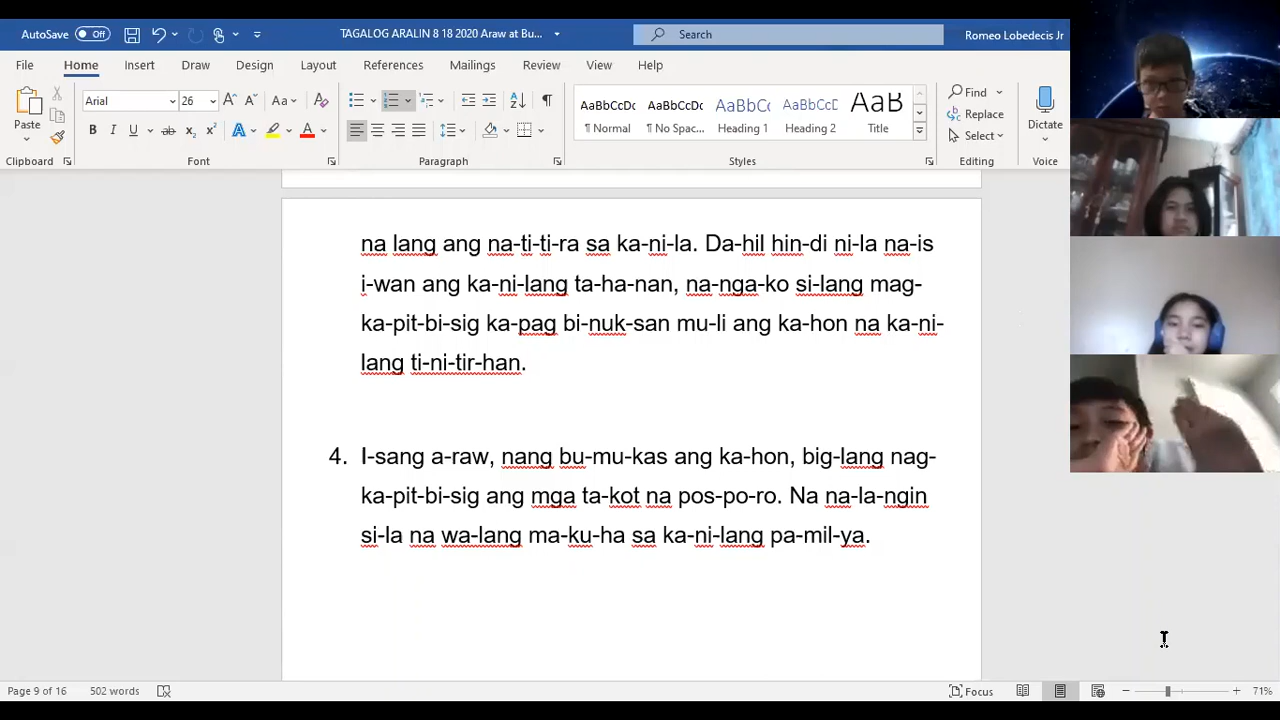 AutoSave Off TAGALOG ARALIN 8 18 2020 Araw at Bu... Search Romeo Lobedecis Jr
File Home Insert Draw Design Layout References Mailings Review View Help
Arial 26 Aa AaBbCcDc AaBbCcDc AaBbCc AaBbCcD AaB Find
Paste Replace Dictate
B I U ab x₂ x² A A ¶ Normal ¶ No Spac... Heading 1 Heading 2 Title Select
Clipboard Font Paragraph Styles Editing Voice
na lang ang na-ti-ti-ra sa ka-ni-la. Da-hil hin-di ni-la na-is
i-wan ang ka-ni-lang ta-ha-nan, na-nga-ko si-lang mag-
ka-pit-bi-sig ka-pag bi-nuk-san mu-li ang ka-hon na ka-ni-
lang ti-ni-tir-han.
4. I-sang a-raw, nang bu-mu-kas ang ka-hon, big-lang nag-
ka-pit-bi-sig ang mga ta-kot na pos-po-ro. Na na-la-ngin
si-la na wa-lang ma-ku-ha sa ka-ni-lang pa-mil-ya.
Page 9 of 16 502 words Focus 71%